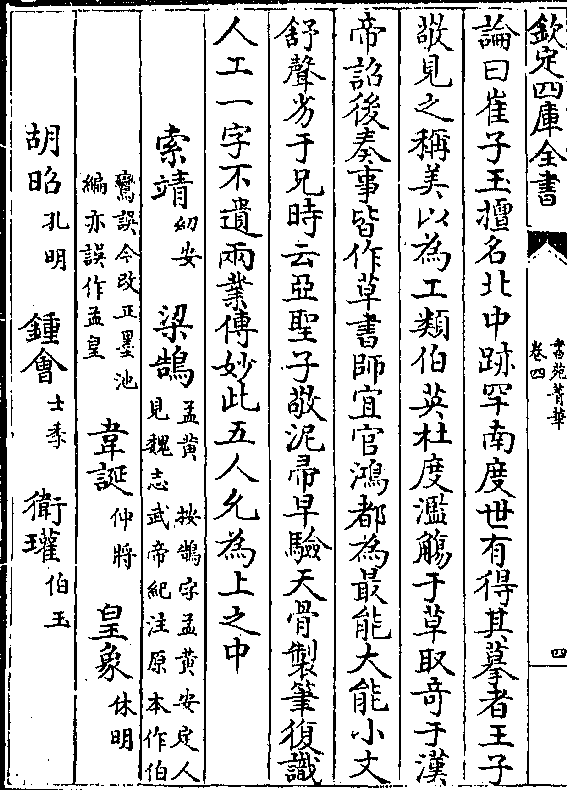 欽定四庫全書
書苑菁華
卷四
四
論曰崔子玉擅名北中跡罕南度世有得其摹者王子
敬見之稱美以為工類伯英杜度濫觴于草取奇于漢
帝詔後奏事皆作草書師宜官鴻都為最能大能小文
舒聲劣于兄時云亞聖子敬泥帚早驗天骨製筆復識
人工一字不遺兩業傳妙此五人允為上之中
索靖幼安 梁鵠孟黄 按鵠字孟黄安定人
見魏志武帝紀注原本作伯
鸞誤今改正墨池
編亦誤作孟皇 韋誕仲將 皇象休明
胡昭孔明 鍾會士季 衛瓘伯玉